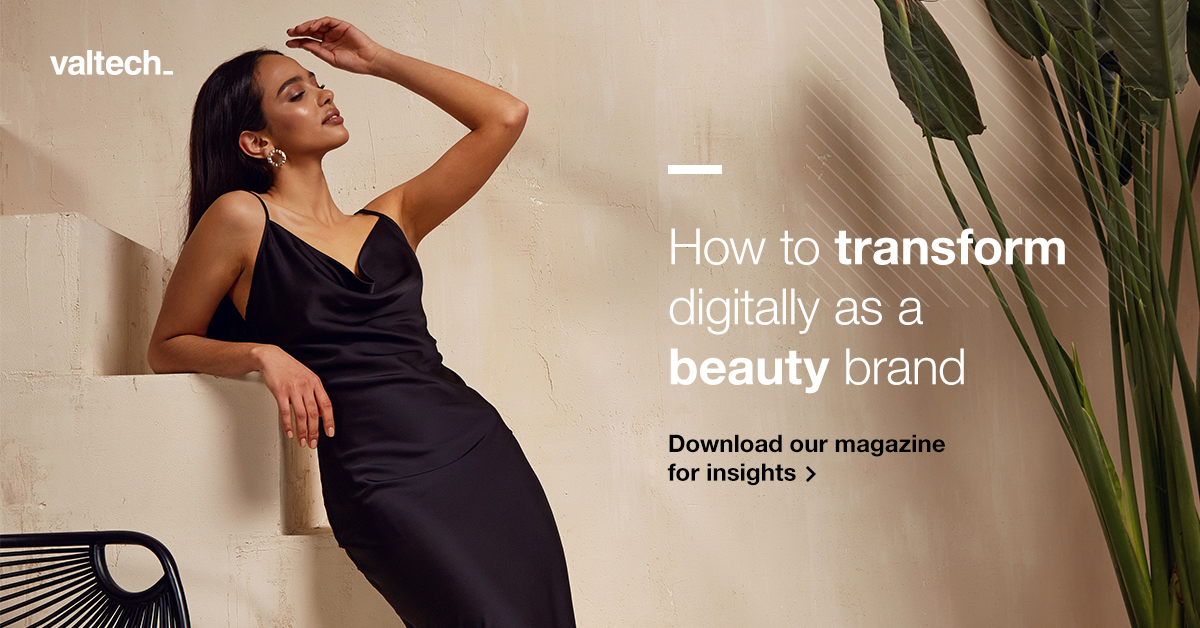 valtech_
How to transform
digitally as a
beauty brand
Download our magazine
for insights >